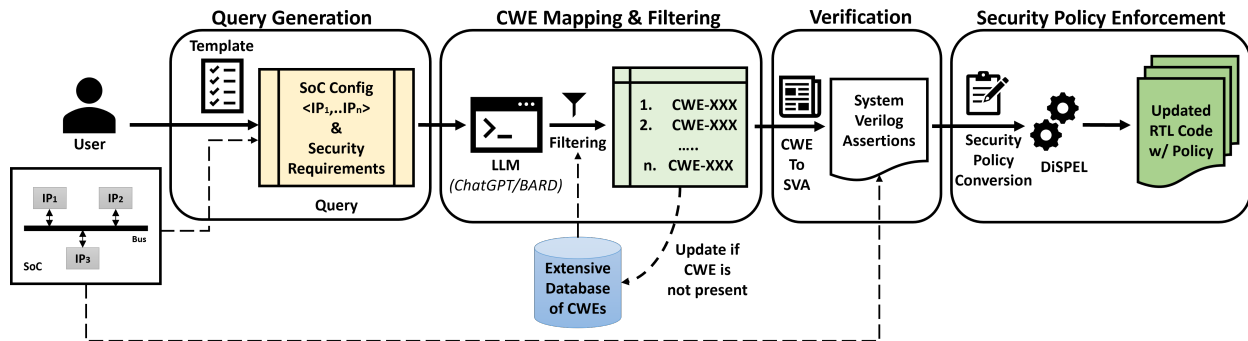 Query Generation
CWE Mapping & Filtering
Verification
Security Policy Enforcement
User
Template
SoC Config
<IP₁,..IPₙ>
&
Security
Requirements
Query
IP₁
IP₂
Bus
IP₃
SoC
LLM
(ChatGPT/BARD)
Filtering
1. CWE-XXX
2. CWE-XXX
.....
n. CWE-XXX
Extensive
Database
of CWEs
Update if
CWE is
not present
CWE
To
SVA
System
Verilog
Assertions
Security
Policy
Conversion
DiSPEL
Updated
RTL Code
w/ Policy